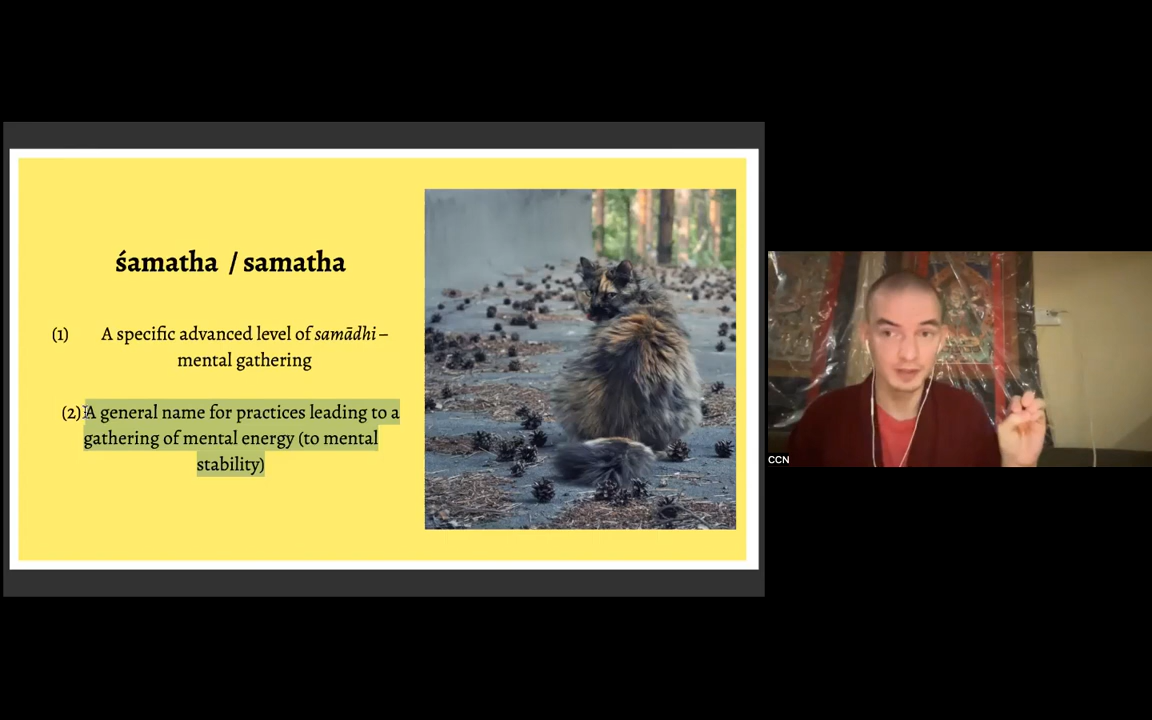 śamatha / samatha
(1) A specific advanced level of samādhi –
mental gathering
(2) A general name for practices leading to a
gathering of mental energy (to mental
stability)
CCN